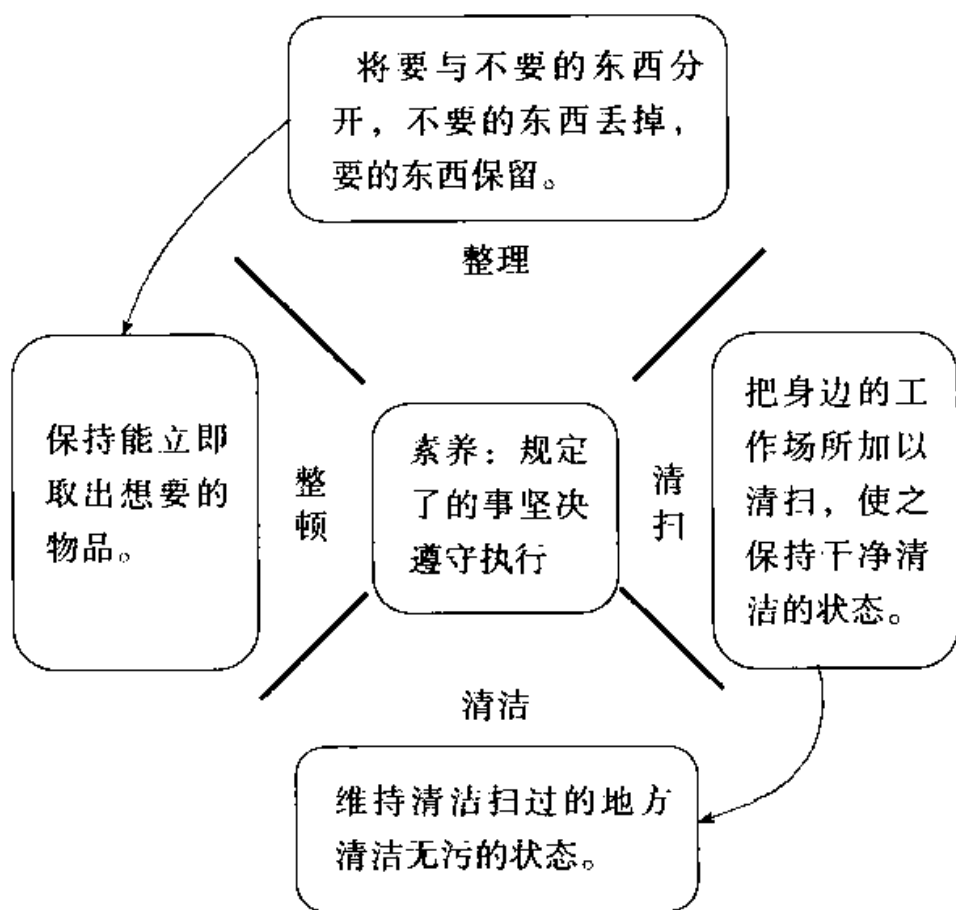 将要与不要的东西分
开，不要的东西丢掉，
要的东西保留。
整理
保持能立即
取出想要的
物品。
整
顿
素养：规定
了的事坚决
遵守执行
清
扫
把身边的工
作场所加以
清扫，使之
保持干净清
洁的状态。
清洁
维持清洁扫过的地方
清洁无污的状态。